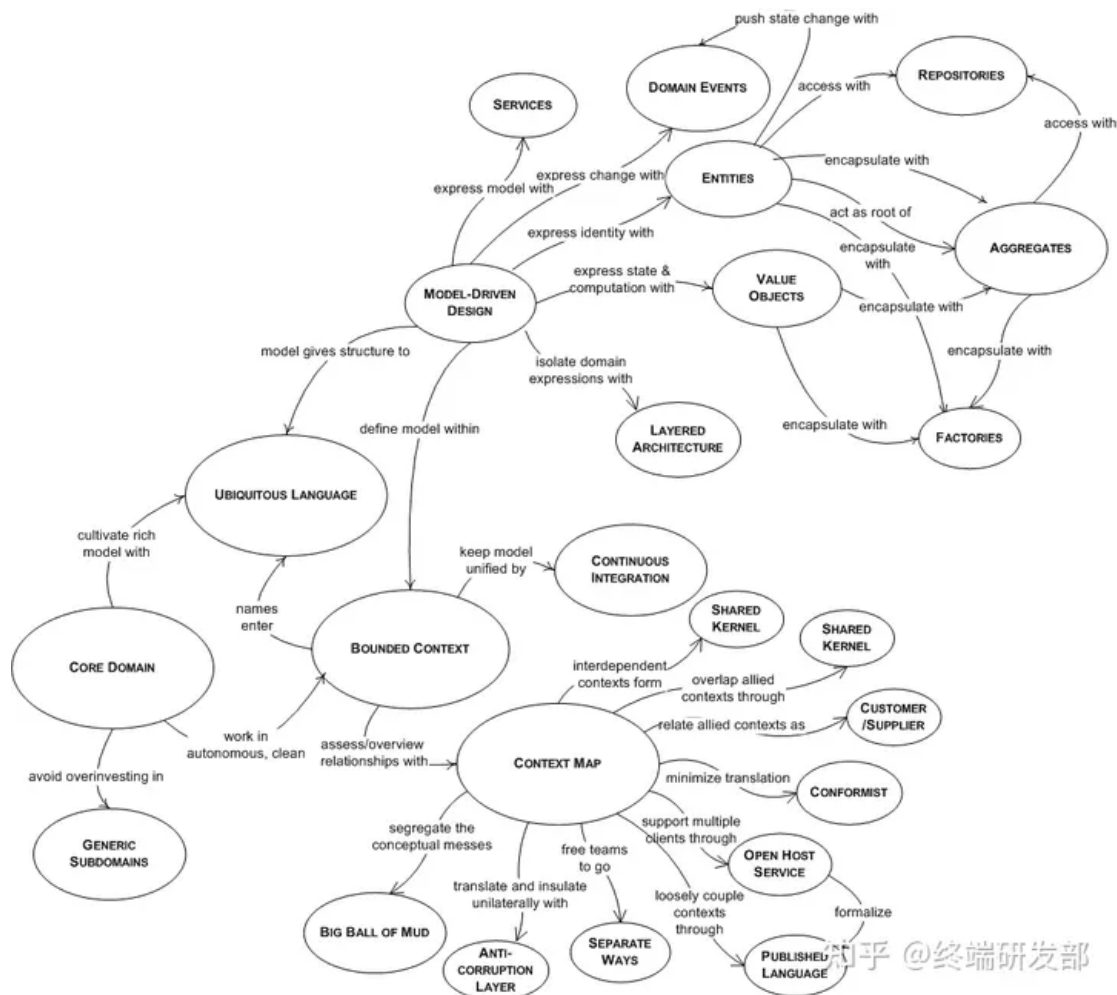 push state change with
DOMAIN EVENTS
REPOSITORIES
SERVICES
access with
access with
ENTITIES
encapsulate with
express change with
express model with
act as root of
express identity with
encapsulate
with
AGGREGATES
MODEL-DRIVEN
DESIGN
express state &
computation with
VALUE
OBJECTS
encapsulate with
model gives structure to
isolate domain
expressions with
encapsulate with
define model within
LAYERED
ARCHITECTURE
encapsulate with
FACTORIES
UBIQUITOUS LANGUAGE
cultivate rich
model with
keep model
unified by
CONTINUOUS
INTEGRATION
names
enter
SHARED
KERNEL
SHARED
KERNEL
CORE DOMAIN
BOUNDED CONTEXT
interdependent
contexts form
overlap allied
contexts through
work in
autonomous, clean
assess/overview
relationships with
relate allied contexts as
CUSTOMER
/SUPPLIER
CONTEXT MAP
avoid overinvesting in
minimize translation
CONFORMIST
GENERIC
SUBDOMAINS
segregate the
conceptual messes
free teams
to go
support multiple
clients through
OPEN HOST
SERVICE
translate and insulate
unilaterally with
loosely couple
contexts
through
formalize
BIG BALL OF MUD
ANTI-
CORRUPTION
LAYER
SEPARATE
WAYS
PUBLISHED
LANGUAGE
知乎 @终端研发部